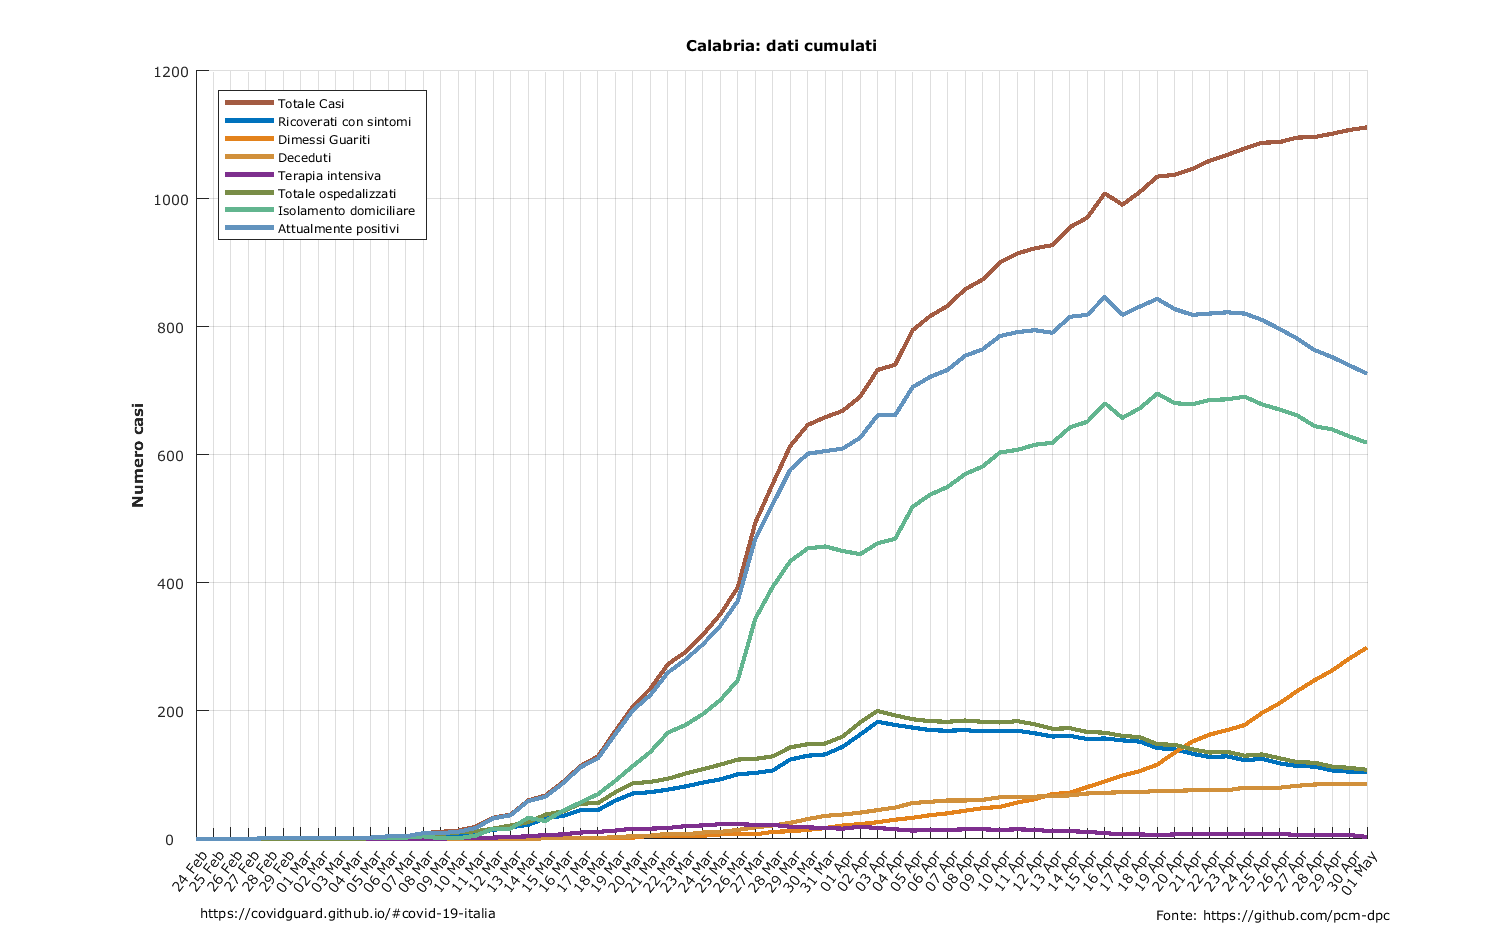 Calabria: dati cumulati
1200
1000
800
600
400
200
0
Numero casi
Totale Casi
Ricoverati con sintomi
Dimessi Guariti
Deceduti
Terapia intensiva
Totale ospedalizzati
Isolamento domiciliare
Attualmente positivi
24 Feb
25 Feb
26 Feb
27 Feb
28 Feb
29 Feb
01 Mar
02 Mar
03 Mar
04 Mar
05 Mar
06 Mar
07 Mar
08 Mar
09 Mar
10 Mar
11 Mar
12 Mar
13 Mar
14 Mar
15 Mar
16 Mar
17 Mar
18 Mar
19 Mar
20 Mar
21 Mar
22 Mar
23 Mar
24 Mar
25 Mar
26 Mar
27 Mar
28 Mar
29 Mar
30 Mar
31 Mar
01 Apr
02 Apr
03 Apr
04 Apr
05 Apr
06 Apr
07 Apr
08 Apr
09 Apr
10 Apr
11 Apr
12 Apr
13 Apr
14 Apr
15 Apr
16 Apr
17 Apr
18 Apr
19 Apr
20 Apr
21 Apr
22 Apr
23 Apr
24 Apr
25 Apr
26 Apr
27 Apr
28 Apr
29 Apr
30 Apr
01 May
https://covidguard.github.io/#covid-19-italia
Fonte: https://github.com/pcm-dpc